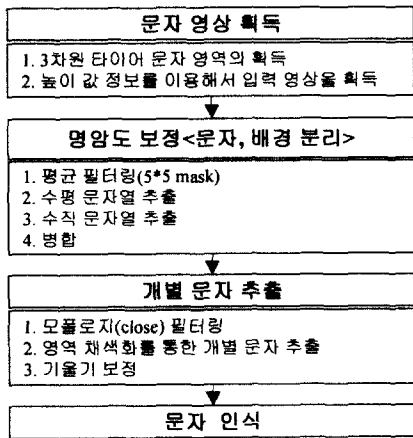 문자 영상 획득
1. 3차원 타이어 문자 영역의 획득
2. 높이 값 정보를 이용해서 입력 영상을 획득
명암도 보정<문자, 배경 분리>
1. 평균 필터링(5*5 mask)
2. 수평 문자열 추출
3. 수직 문자열 추출
4. 병합
개별 문자 추출
1. 모폴로지(close) 필터링
2. 영역 채색화를 통한 개별 문자 추출
3. 기울기 보정
문자 인식